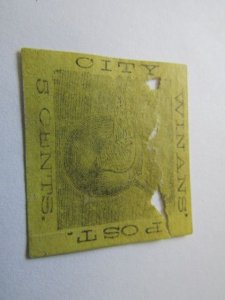 CITY
WINANS'
POST.
5 CENTS.